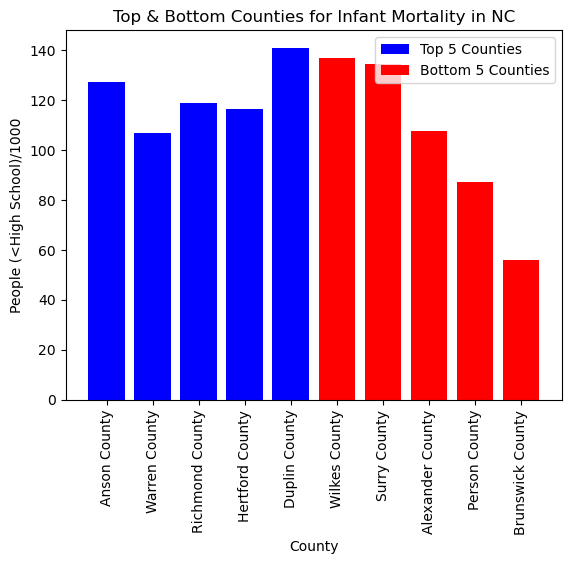 Top & Bottom Counties for Infant Mortality in NC
Top 5 Counties
Bottom 5 Counties
People (<High School)/1000
140
120
100
80
60
40
20
0
Anson County
Warren County
Richmond County
Hertford County
Duplin County
Wilkes County
Surry County
Alexander County
Person County
Brunswick County
County